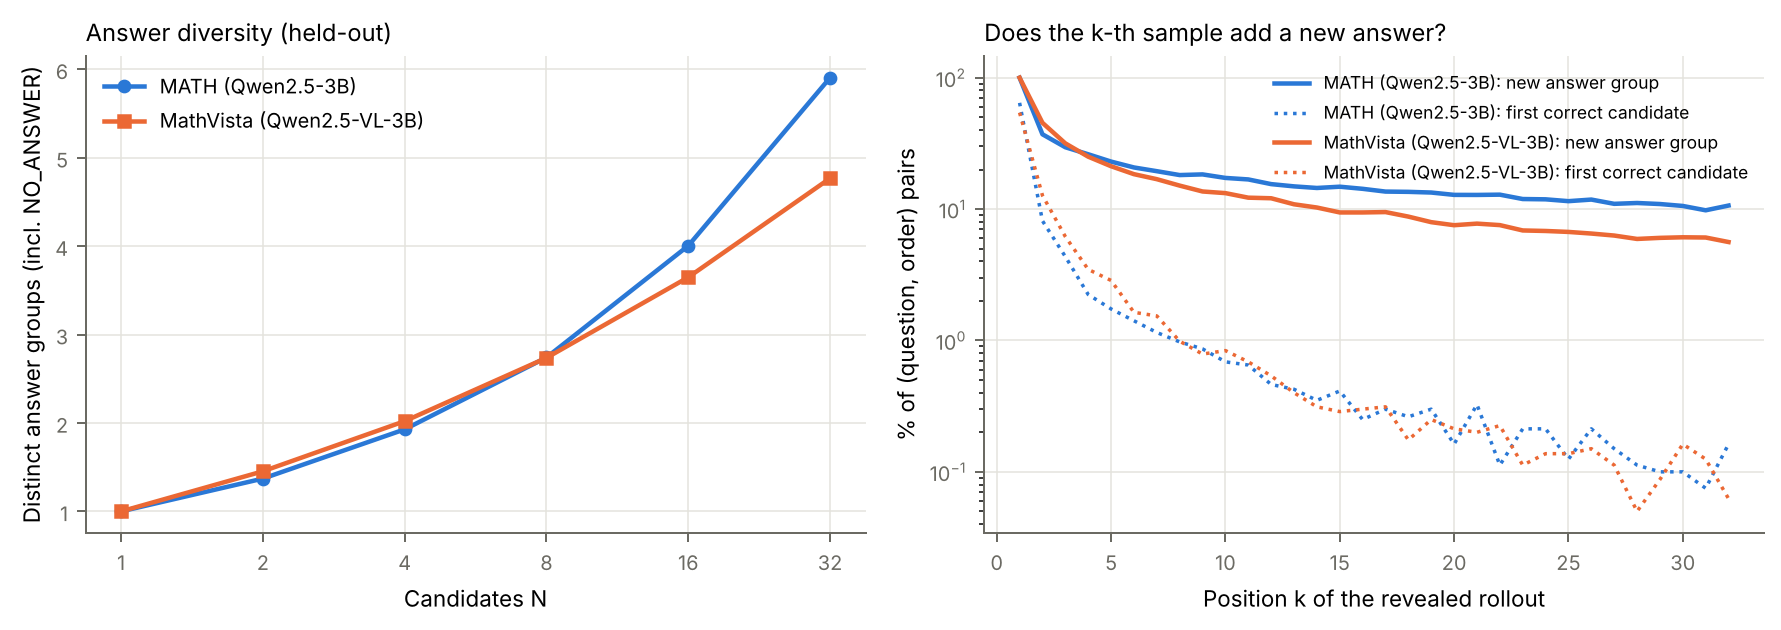 Answer diversity (held-out)
Distinct answer groups (incl. NO_ANSWER)
6
5
4
3
2
1
MATH (Qwen2.5-3B)
MathVista (Qwen2.5-VL-3B)
1 2 4 8 16 32
Candidates N
Does the k-th sample add a new answer?
% of (question, order) pairs
10²
10¹
10⁰
10⁻¹
MATH (Qwen2.5-3B): new answer group
MATH (Qwen2.5-3B): first correct candidate
MathVista (Qwen2.5-VL-3B): new answer group
MathVista (Qwen2.5-VL-3B): first correct candidate
0 5 10 15 20 25 30
Position k of the revealed rollout